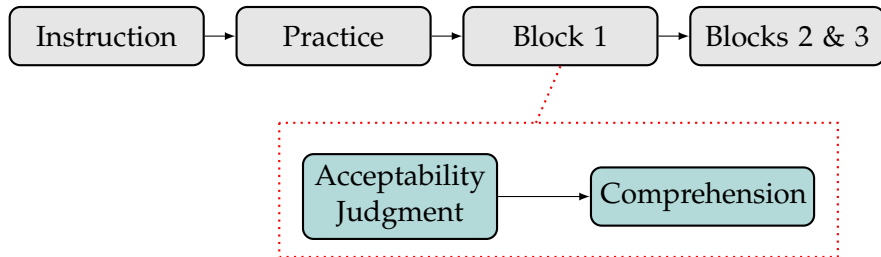 Instruction
Practice
Block 1
Blocks 2 & 3
Acceptability
Judgment
Comprehension